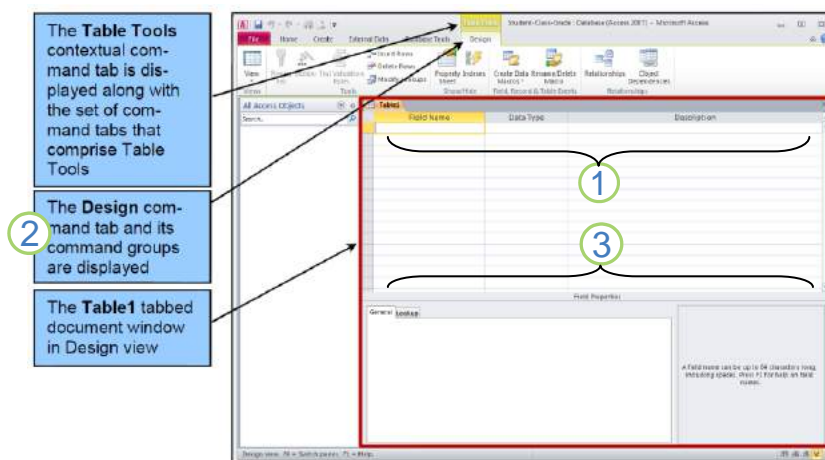 The Table Tools
contextual com-
mand tab is dis-
played along with
the set of com-
mand tabs that
comprise Table
Tools
2
The Design com-
mand tab and its
command groups
are displayed
The Table1 tabbed
document window
in Design view
Table Tools
Student-Class-Grade : Database (Access 2007) - Microsoft Access
File Home Create External Data Database Tools Design
View
Insert Rows
Delete Rows
Modify Lookups
Property Sheet
Indexes
Create Data Macros
Rename/Delete Macro
Relationships
Object Dependencies
Views Tools Show/Hide Field, Record & Table Events Relationships
All Access Objects
Search..
Table1
Field Name Data Type Description
1
3
Field Properties
General Lookup
A field name can be up to 64 characters long,
including spaces. Press F1 for help on field
names.
Design view. F6 = Switch panes. F1 = Help.